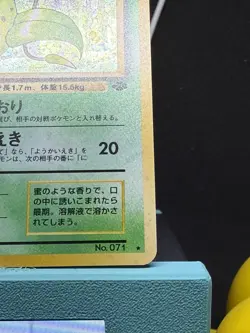 長 1.7m 、体重 15.5kg
おり
び、相手の対戦ポケモンと入れ替える。
えき
"なら、「ようかいえき」を
モンは、次の相手の番に「に
20
蜜のような香りで、口
の中に誘いこまれたら
最期。溶解液で溶かさ
れてしまう。
No. 071